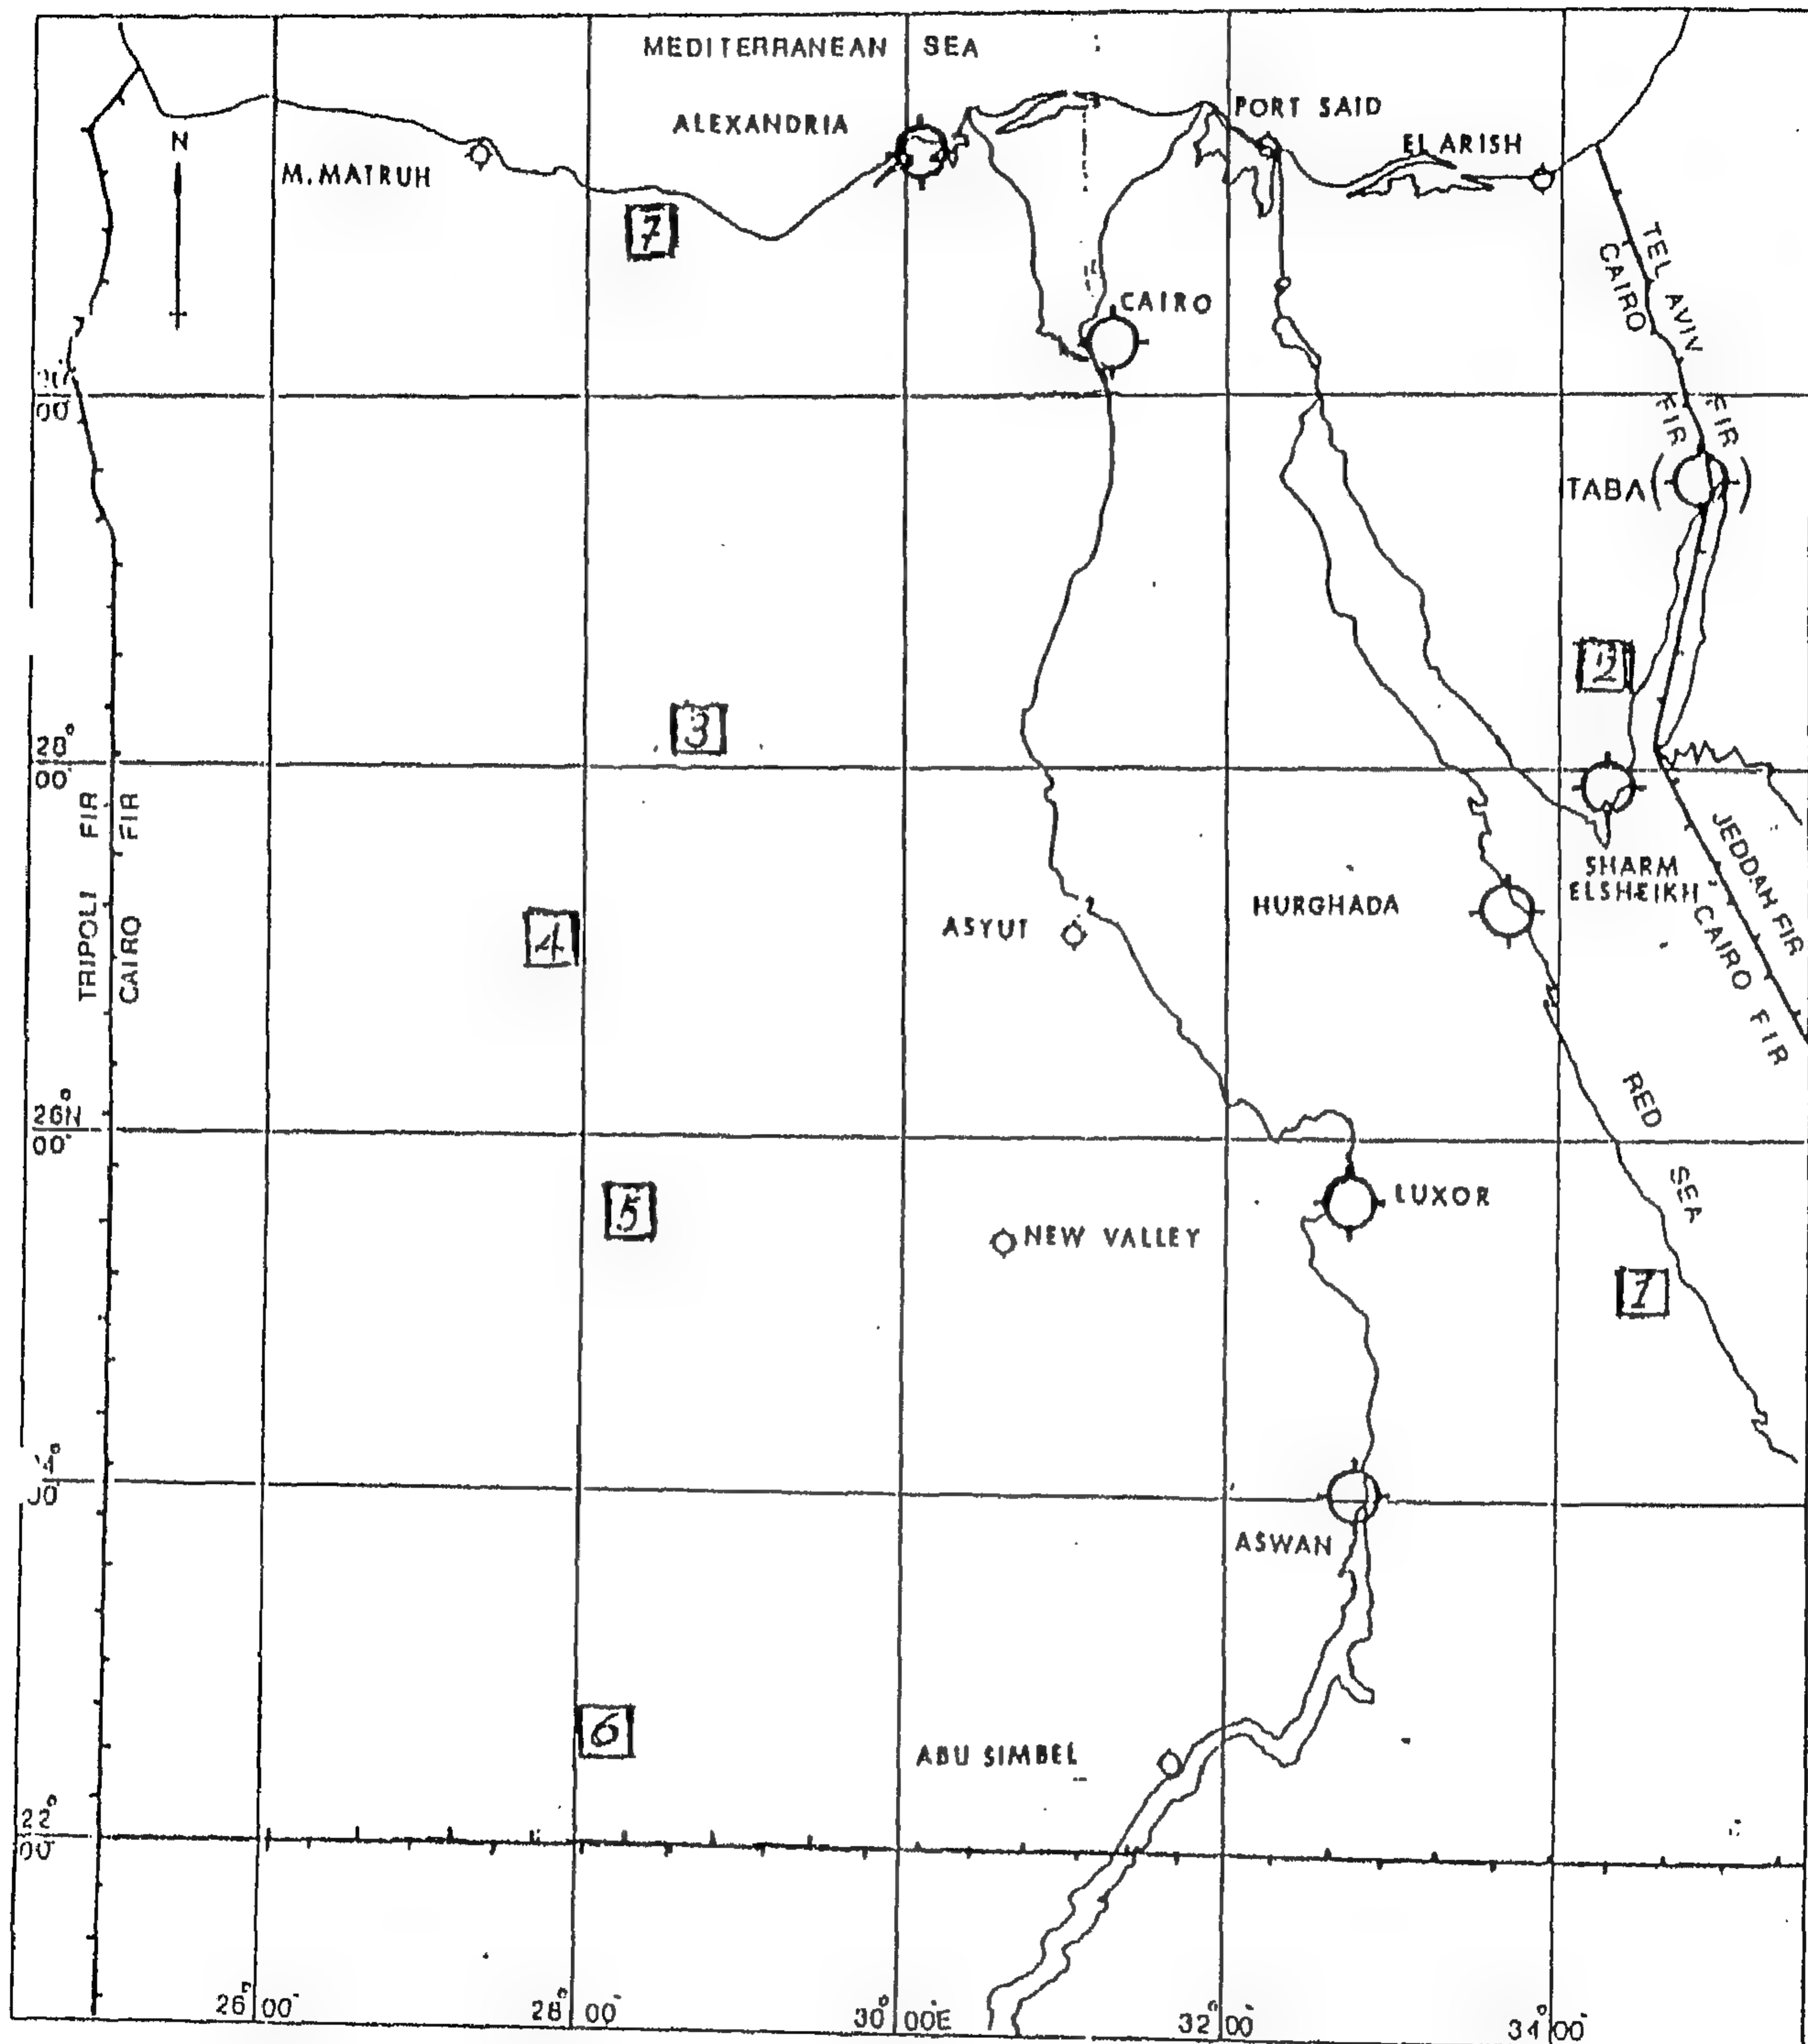 MEDITERRANEAN SEA
ALEXANDRIA
PORT SAID
EL ARISH
N
M. MATRUH
7
TEL AVIV FIR
CAIRO FIR
CAIRO
00'
TABA ( )
2
3
28°
00'
TRIPOLI FIR
CAIRO FIR
JEDDAH FIR
CAIRO FIR
SHARM
ELSHEIKH
HURGHADA
ASYUT
4
26N°
00'
RED SEA
5
NEW VALLEY
LUXOR
1
ASWAN
6
ABU SIMBEL
22°
00'
26° 00'
28° 00'
30° 00'E
32° 00'
34° 00'